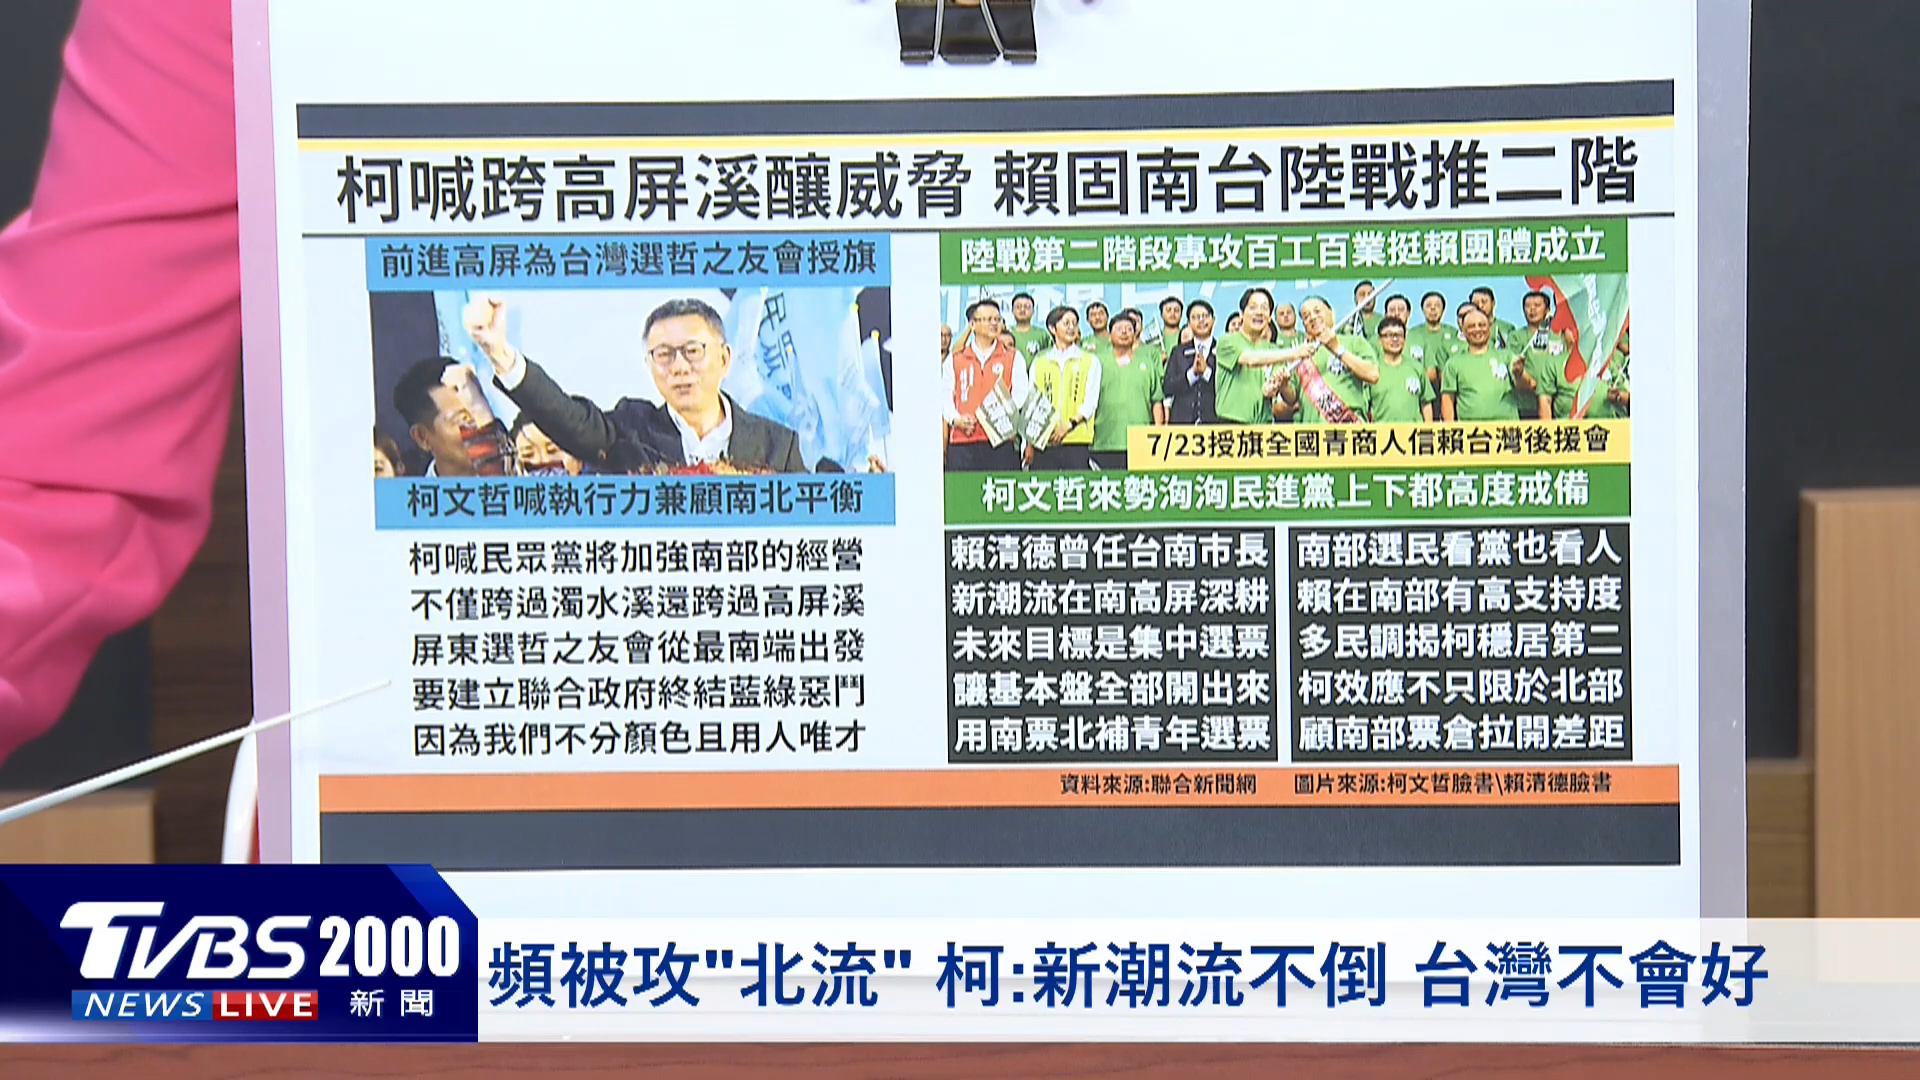 柯喊跨高屏溪釀威脅 賴固南台陸戰推二階
前進高屏為台灣選哲之友會授旗
柯文哲喊執行力兼顧南北平衡
柯喊民眾黨將加強南部的經營
不僅跨過濁水溪還跨過高屏溪
屏東選哲之友會從最南端出發
要建立聯合政府終結藍綠惡鬥
因為我們不分顏色且用人唯才
陸戰第二階段專攻百工百業挺賴團體成立
7/23授旗全國青商人信賴台灣後援會
柯文哲來勢洶洶民進黨上下都高度戒備
賴清德曾任台南市長
新潮流在南高屏深耕
未來目標是集中選票
讓基本盤全部開出來
用南票北補青年選票
南部選民看黨也看人
賴在南部有高支持度
多民調揭柯穩居第二
柯效應不只限於北部
顧南部票倉拉開差距
資料來源:聯合新聞網 圖片來源:柯文哲臉書\賴清德臉書
TVBS 2000
NEWS LIVE 新聞
頻被攻"北流" 柯:新潮流不倒 台灣不會好